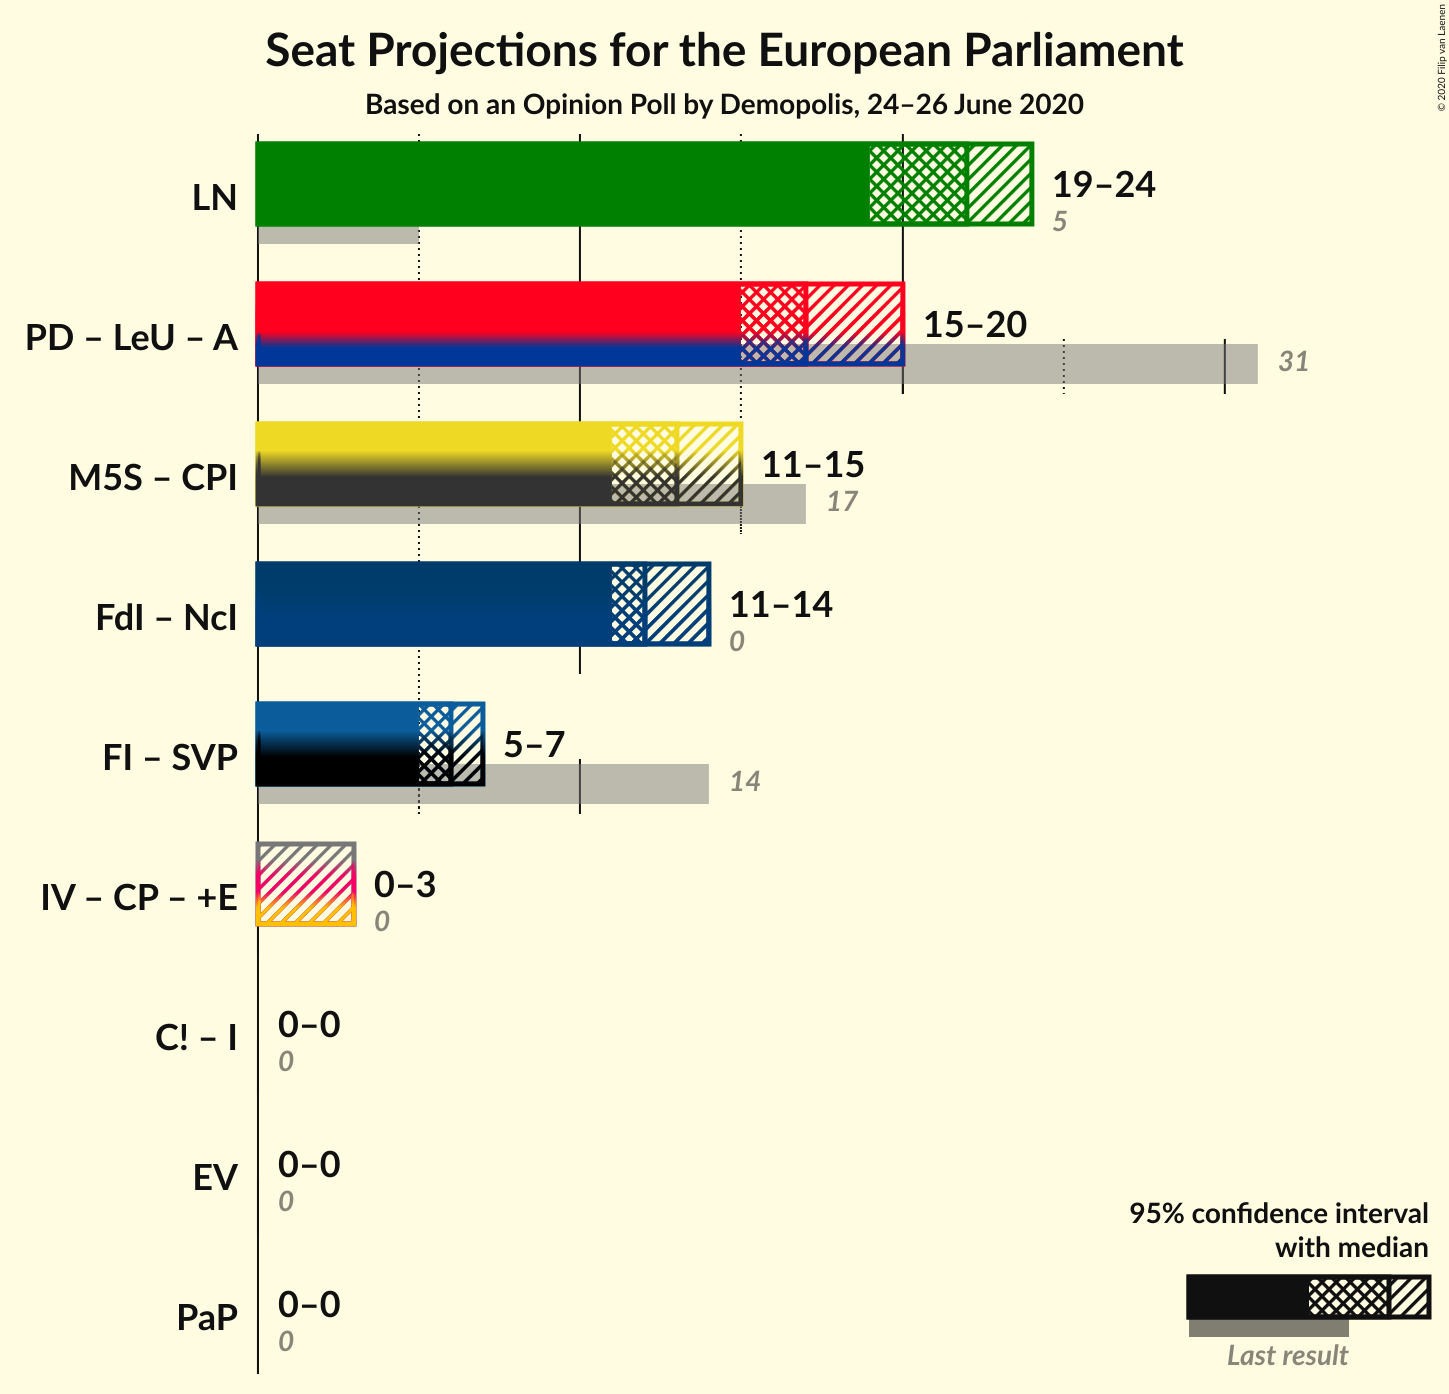 Seat Projections for the European Parliament
Based on an Opinion Poll by Demopolis, 24–26 June 2020
© 2020 Filip van Laenen
LN
19–24
5
PD – LeU – A
15–20
31
M5S – CPI
11–15
17
FdI – NcI
11–14
0
FI – SVP
5–7
14
IV – CP – +E
0–3
0
C! – I
0–0
0
EV
0–0
0
PaP
0–0
0
95% confidence interval
with median
Last result